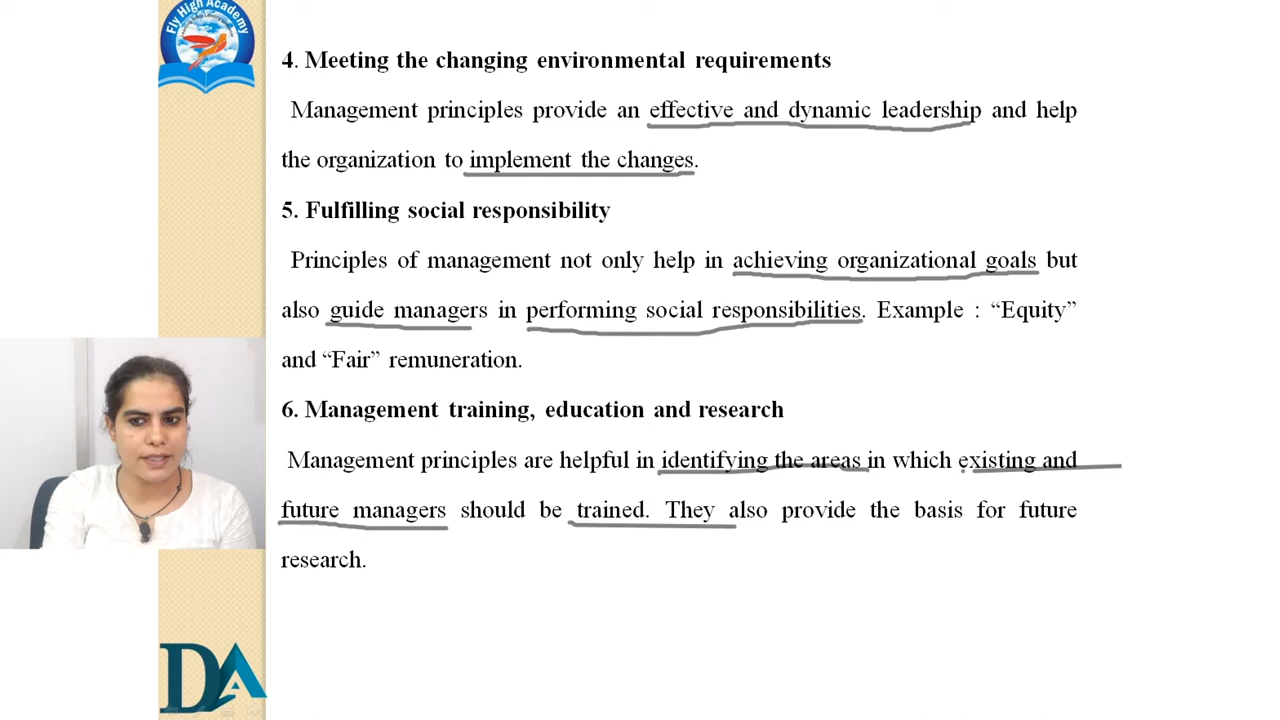 Fly High Academy
4. Meeting the changing environmental requirements
Management principles provide an effective and dynamic leadership and help
the organization to implement the changes.
5. Fulfilling social responsibility
Principles of management not only help in achieving organizational goals but
also guide managers in performing social responsibilities. Example : “Equity”
and “Fair” remuneration.
6. Management training, education and research
Management principles are helpful in identifying the areas in which existing and
future managers should be trained. They also provide the basis for future
research.
DA